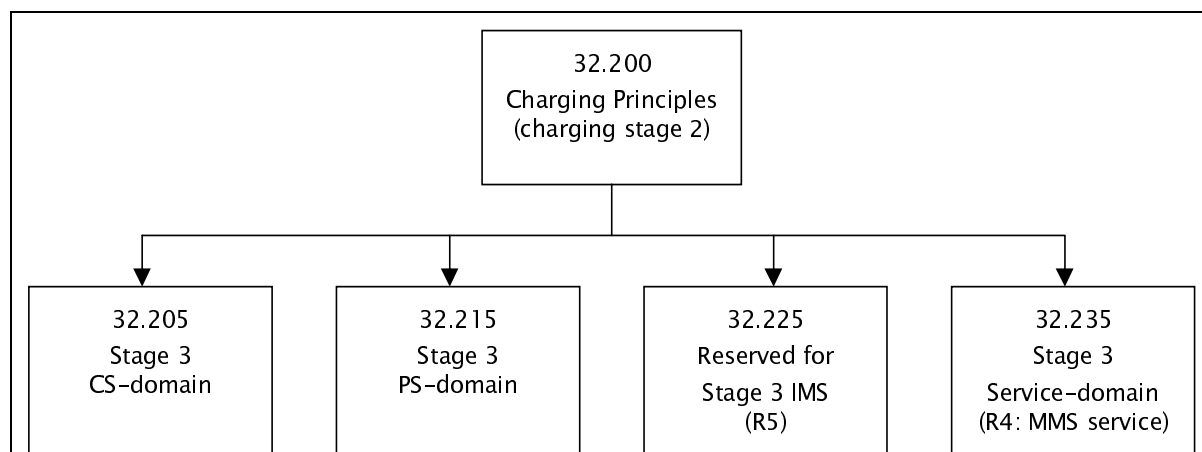 32.200
Charging Principles
(charging stage 2)
32.205
Stage 3
CS-domain
32.215
Stage 3
PS-domain
32.225
Reserved for
Stage 3 IMS
(R5)
32.235
Stage 3
Service-domain
(R4: MMS service)